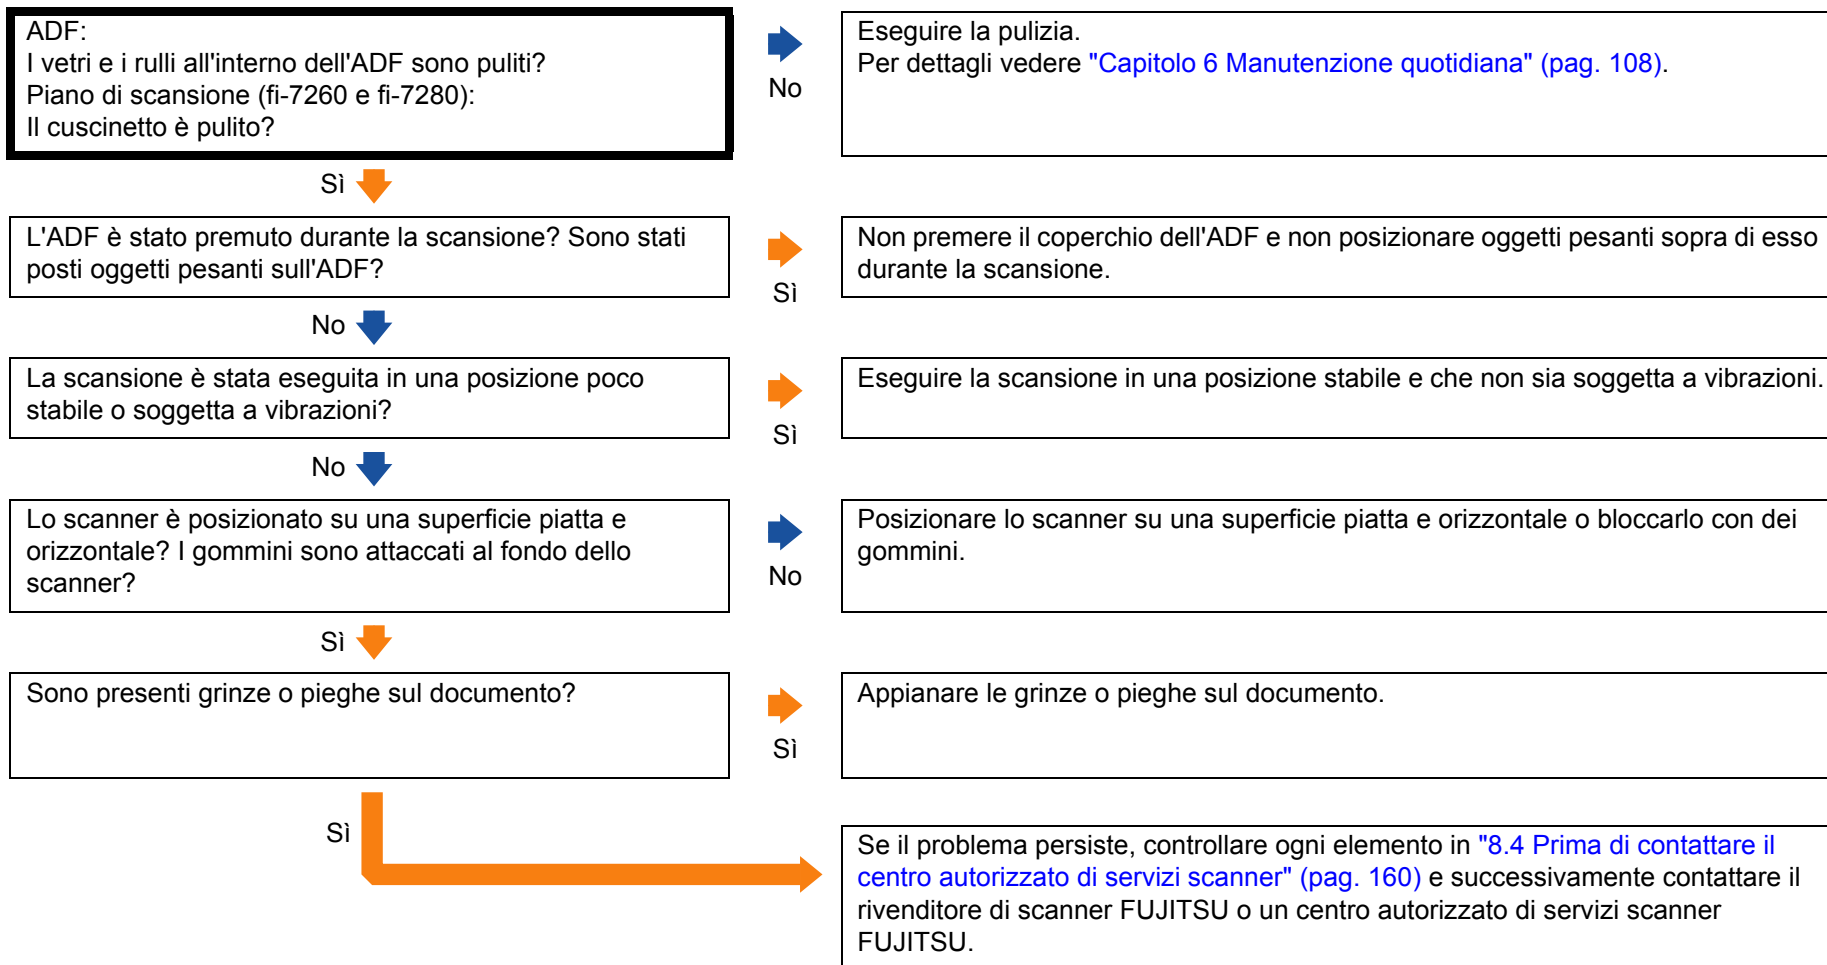 ADF:
I vetri e i rulli all'interno dell'ADF sono puliti?
Piano di scansione (fi-7260 e fi-7280):
Il cuscinetto è pulito?
No
Eseguire la pulizia.
Per dettagli vedere "Capitolo 6 Manutenzione quotidiana" (pag. 108).
Sì
L'ADF è stato premuto durante la scansione? Sono stati
posti oggetti pesanti sull'ADF?
Sì
Non premere il coperchio dell'ADF e non posizionare oggetti pesanti sopra di esso
durante la scansione.
No
La scansione è stata eseguita in una posizione poco
stabile o soggetta a vibrazioni?
Sì
Eseguire la scansione in una posizione stabile e che non sia soggetta a vibrazioni.
No
Lo scanner è posizionato su una superficie piatta e
orizzontale? I gommini sono attaccati al fondo dello
scanner?
No
Posizionare lo scanner su una superficie piatta e orizzontale o bloccarlo con dei
gommini.
Sì
Sono presenti grinze o pieghe sul documento?
Sì
Appianare le grinze o pieghe sul documento.
Sì
Se il problema persiste, controllare ogni elemento in "8.4 Prima di contattare il
centro autorizzato di servizi scanner" (pag. 160) e successivamente contattare il
rivenditore di scanner FUJITSU o un centro autorizzato di servizi scanner
FUJITSU.